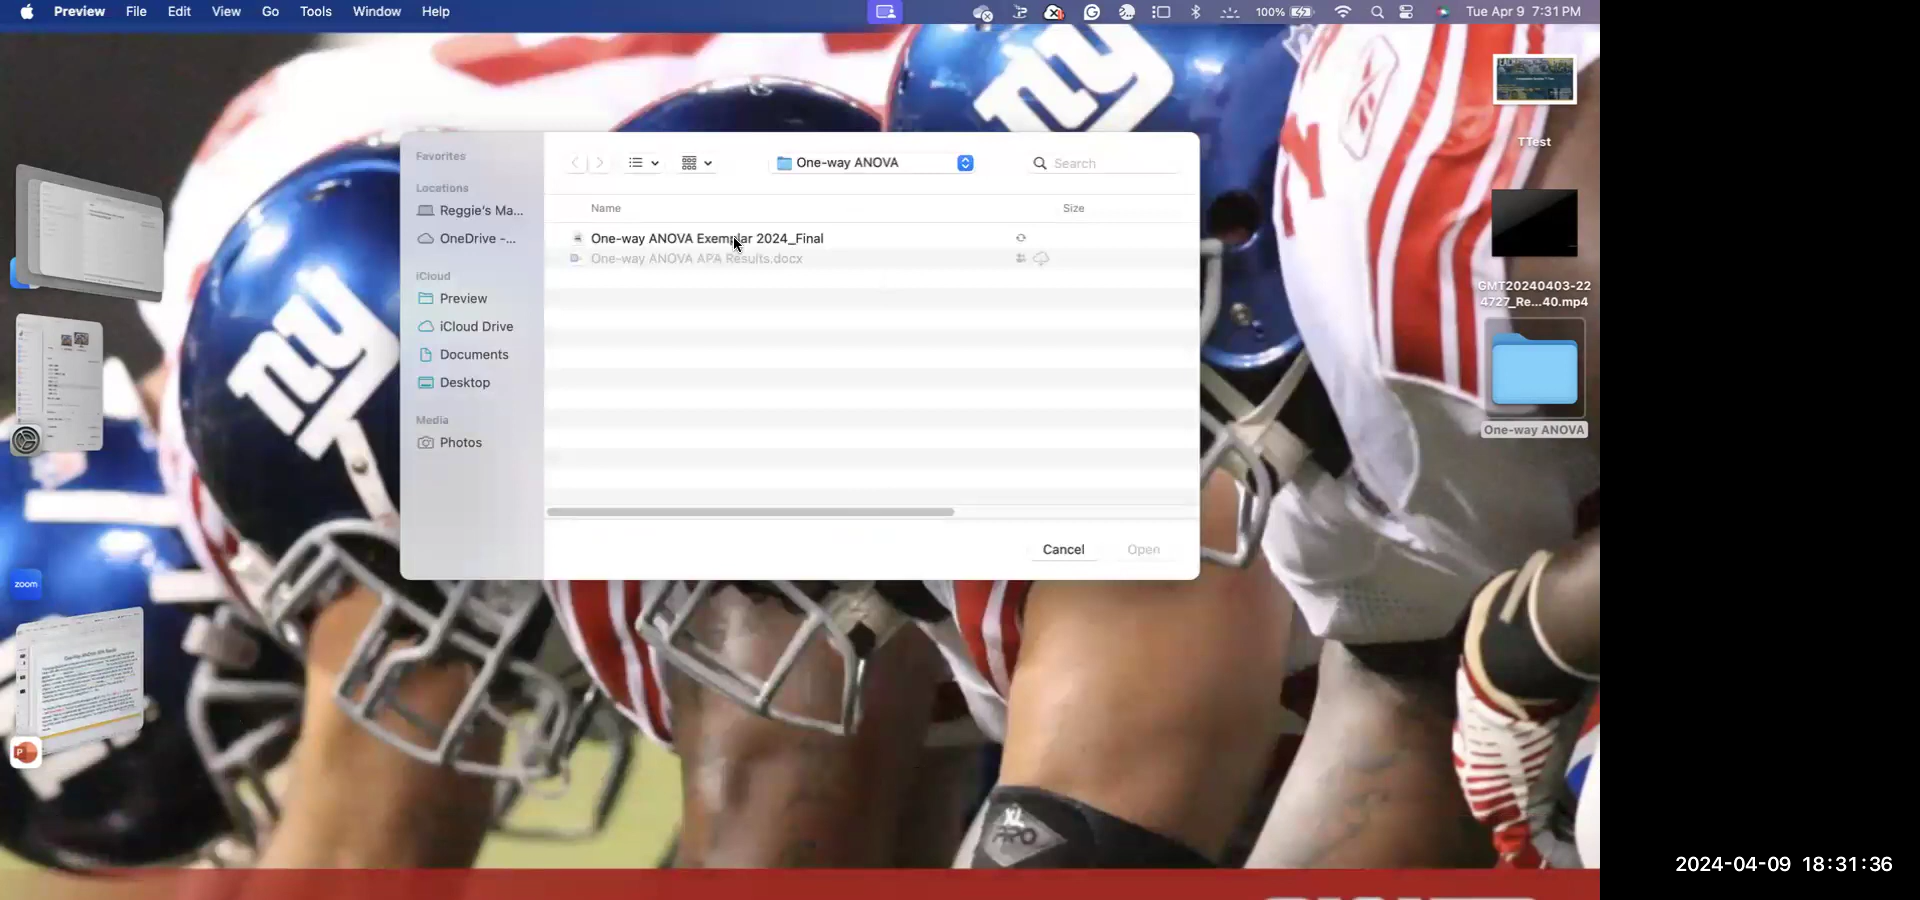 Preview File Edit View Go Tools Window Help
100% Tue Apr 9 7:31 PM
ny
ny
TTest
GMT20240403-22
4727_Re...40.mp4
One-way ANOVA
Favorites
Locations
Reggie's Ma...
OneDrive -...
iCloud
Preview
iCloud Drive
Documents
Desktop
Media
Photos
One-way ANOVA
Search
Name Size
One-way ANOVA Exemplar 2024_Final
One-way ANOVA APA Results.docx
Cancel Open
zoom
P
XL
2024-04-09 18:31:36